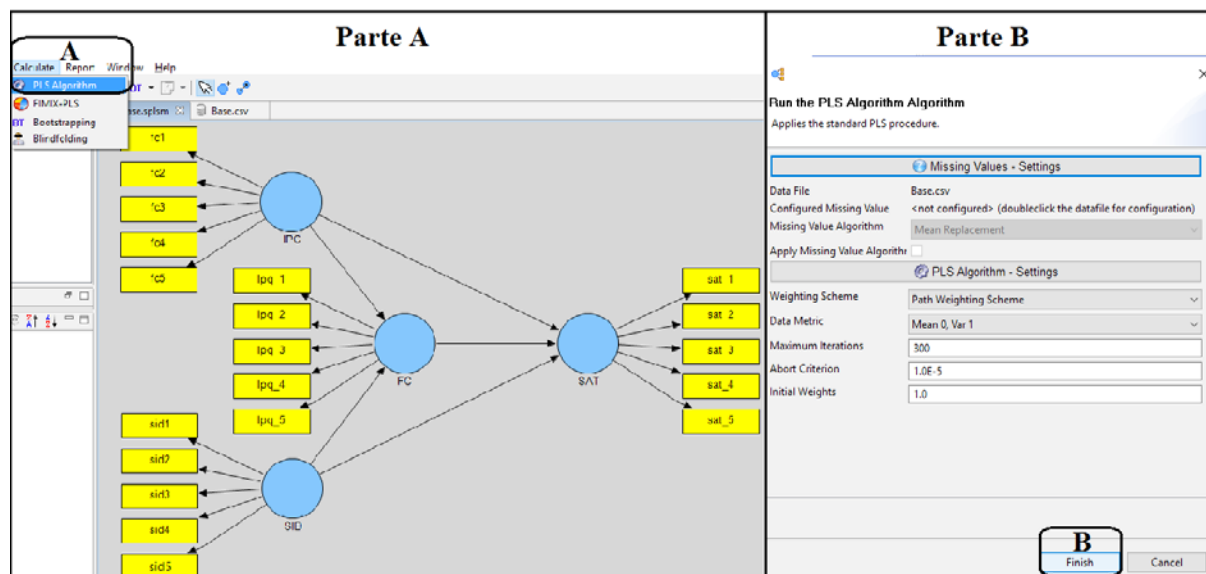 Parte A
A
Calculate Report Window Help
PLS Algorithm
FIMIX-PLS
Bootstrapping
Blindfolding
Base.csv
fc1
fc2
fc3
fc4
fc5
IPC
lpq_1
lpq_2
lpq_3
lpq_4
lpq_5
FC
sat_1
sat_2
sat_3
sat_4
sat_5
SAT
sid1
sid2
sid3
sid4
sid5
SID
Parte B
Run the PLS Algorithm Algorithm
Applies the standard PLS procedure.
Missing Values - Settings
Data File Base.csv
Configured Missing Value <not configured> (doubleclick the datafile for configuration)
Missing Value Algorithm Mean Replacement
Apply Missing Value Algorithr
PLS Algorithm - Settings
Weighting Scheme Path Weighting Scheme
Data Metric Mean 0, Var 1
Maximum Iterations 300
Abort Criterion 1.0E-5
Initial Weights 1.0
B
Finish Cancel